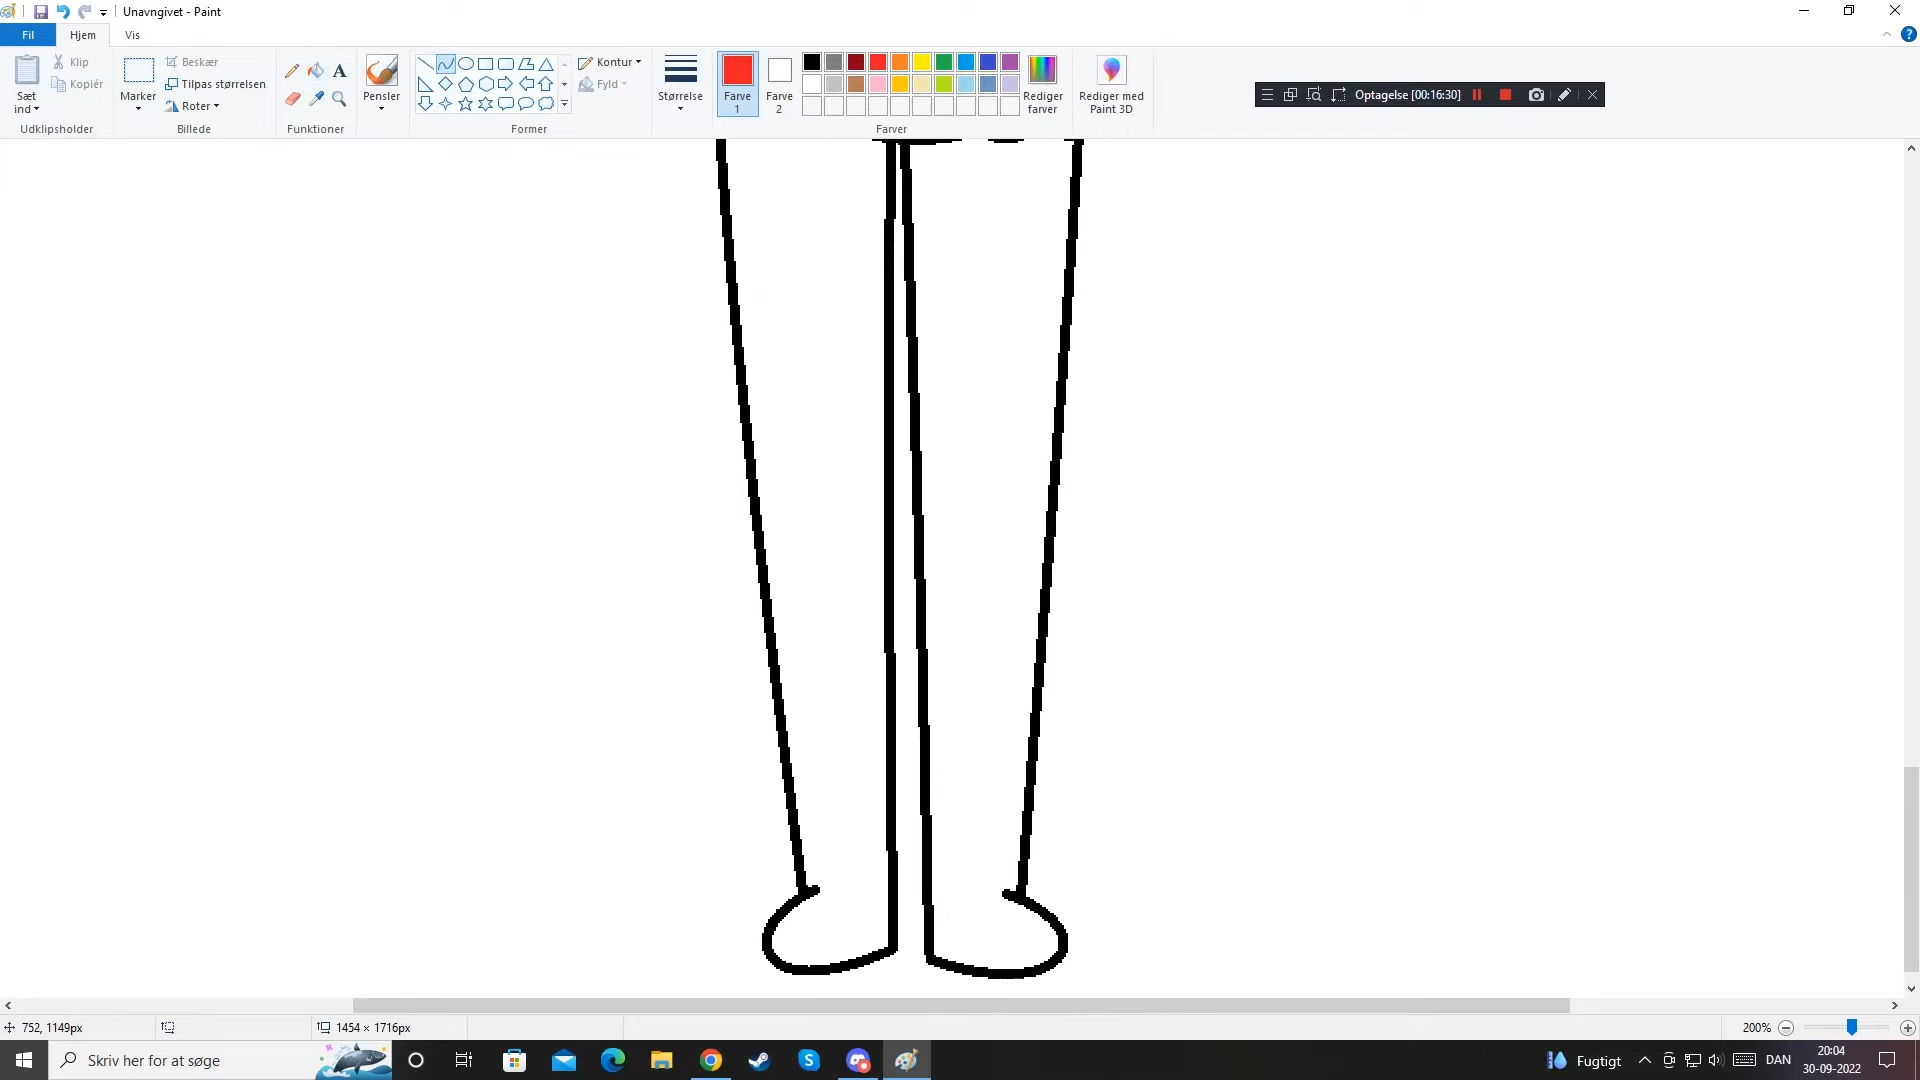 Unavngivet - Paint
Fil
Hjem
Vis
Sæt
ind
Klip
Kopiér
Udklipsholder
Marker
Beskær
Tilpas størrelsen
Roter
Billede
A
Funktioner
Pensler
Kontur
Fyld
Former
Størrelse
Farve
1
Farve
2
Farver
Rediger
farver
Rediger med
Paint 3D
Optagelse [00:16:30]
752, 1149px
1454 × 1716px
200%
Skriv her for at søge
Fugtigt
DAN
20:04
30-09-2022